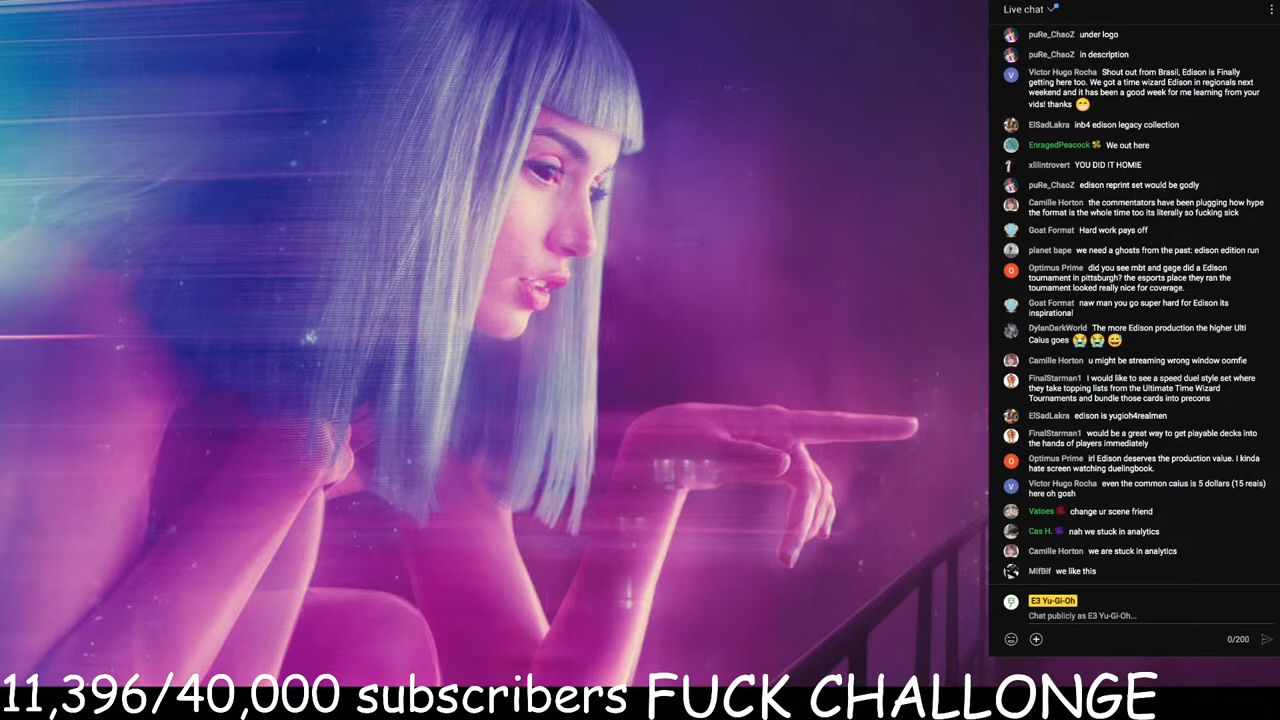 Live chat
puRe_ChaoZ under logo
puRe_ChaoZ in description
Victor Hugo Rocha Shout out from Brasil, Edison is Finally
getting here too. We got a time wizard Edison in regionals next
weekend and it has been a good week for me learning from your
vids! thanks 😁
ElSadLakra inb4 edison legacy collection
EnragedPeacock We out here
xlilintrovert YOU DID IT HOMIE
puRe_ChaoZ edison reprint set would be godly
Camille Horton the commentators have been plugging how hype
the format is the whole time too its literally so fucking sick
Goat Format Hard work pays off
planet bape we need a ghosts from the past: edison edition run
Optimus Prime did you see mbt and gage did a Edison
tournament in pittsburgh? the esports place they ran the
tournament looked really nice for coverage.
Goat Format naw man you go super hard for Edison its
inspirational
DylanDarkWorld The more Edison production the higher Ulti
Caius goes 😭 😭 😅
Camille Horton u might be streaming wrong window oomfie
FinalStarman1 I would like to see a speed duel style set where
they take topping lists from the Ultimate Time Wizard
Tournaments and bundle those cards into precons
ElSadLakra edison is yugioh4realmen
FinalStarman1 would be a great way to get playable decks into
the hands of players immediately
Optimus Prime irl Edison deserves the production value. I kinda
hate screen watching duelingbook.
Victor Hugo Rocha even the common caius is 5 dollars (15 reais)
here oh gosh
Vatoes change ur scene friend
Cas H. nah we stuck in analytics
Camille Horton we are stuck in analytics
MifBif we like this
E3 Yu-Gi-Oh
Chat publicly as E3 Yu-Gi-Oh...
0/200
11,396/40,000 subscribers FUCK CHALLONGE